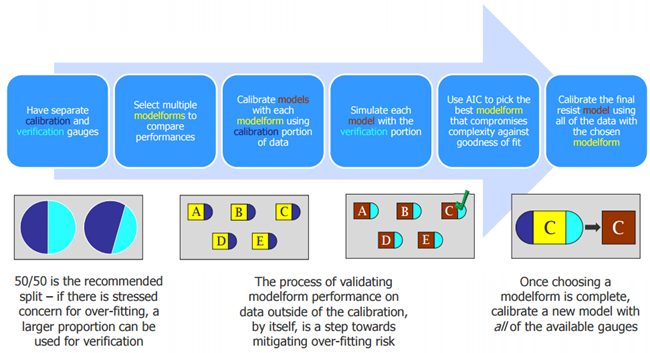 Have separate
calibration and
verification gauges
Select multiple
modelforms to
compare
performances
Calibrate models
with each
modelform using
calibration portion
of data
Simulate each
model with the
verification portion
Use AIC to pick the
best modelform
that compromises
complexity against
goodness of fit
Calibrate the final
resist model using
all of the data with
the chosen
modelform
A B C
D E
A B C
D E
C C
50/50 is the recommended
split – if there is stressed
concern for over-fitting, a
larger proportion can be
used for verification
The process of validating
modelform performance on
data outside of the calibration,
by itself, is a step towards
mitigating over-fitting risk
Once choosing a
modelform is complete,
calibrate a new model with
all of the available gauges